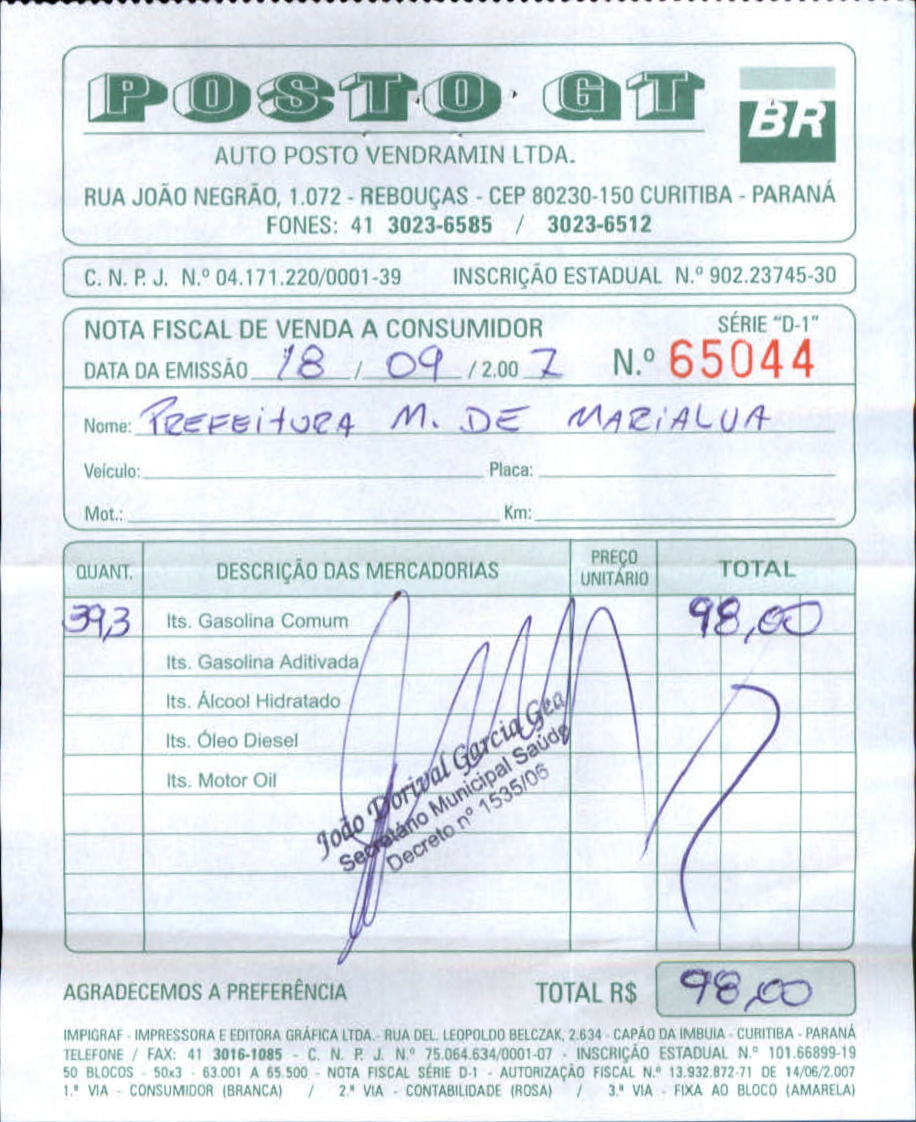 POSTO GT
BR
AUTO POSTO VENDRAMIN LTDA.
RUA JOÃO NEGRÃO, 1.072 - REBOUÇAS - CEP 80230-150 CURITIBA - PARANÁ
FONES: 41 3023-6585 / 3023-6512
C. N. P. J. N.º 04.171.220/0001-39 INSCRIÇÃO ESTADUAL N.º 902.23745-30
NOTA FISCAL DE VENDA A CONSUMIDOR SÉRIE "D-1"
DATA DA EMISSÃO 18 / 09 / 2.00 7 N.º 65044
Nome: PREFEITURA M. DE MARIALVA
Veículo: Placa:
Mot.: Km:
QUANT. DESCRIÇÃO DAS MERCADORIAS PREÇO UNITÁRIO TOTAL
39,3 lts. Gasolina Comum 98,00
lts. Gasolina Aditivada
lts. Álcool Hidratado
lts. Óleo Diesel
lts. Motor Oil
João Dorival Garcia Gea
Secretário Municipal Saúde
Decreto nº 1535/06
AGRADECEMOS A PREFERÊNCIA TOTAL R$ 98,00
IMPIGRAF - IMPRESSORA E EDITORA GRÁFICA LTDA. - RUA DEL. LEOPOLDO BELCZAK, 2.634 - CAPÃO DA IMBUIA - CURITIBA - PARANÁ
TELEFONE / FAX: 41 3016-1085 - C. N. P. J. N.º 75.064.634/0001-07 - INSCRIÇÃO ESTADUAL N.º 101.66899-19
50 BLOCOS - 50x3 - 63.001 A 65.500 - NOTA FISCAL SÉRIE D-1 - AUTORIZAÇÃO FISCAL N.º 13.932.872-71 DE 14/06/2.007
1.ª VIA - CONSUMIDOR (BRANCA) / 2.ª VIA - CONTABILIDADE (ROSA) / 3.ª VIA - FIXA AO BLOCO (AMARELA)